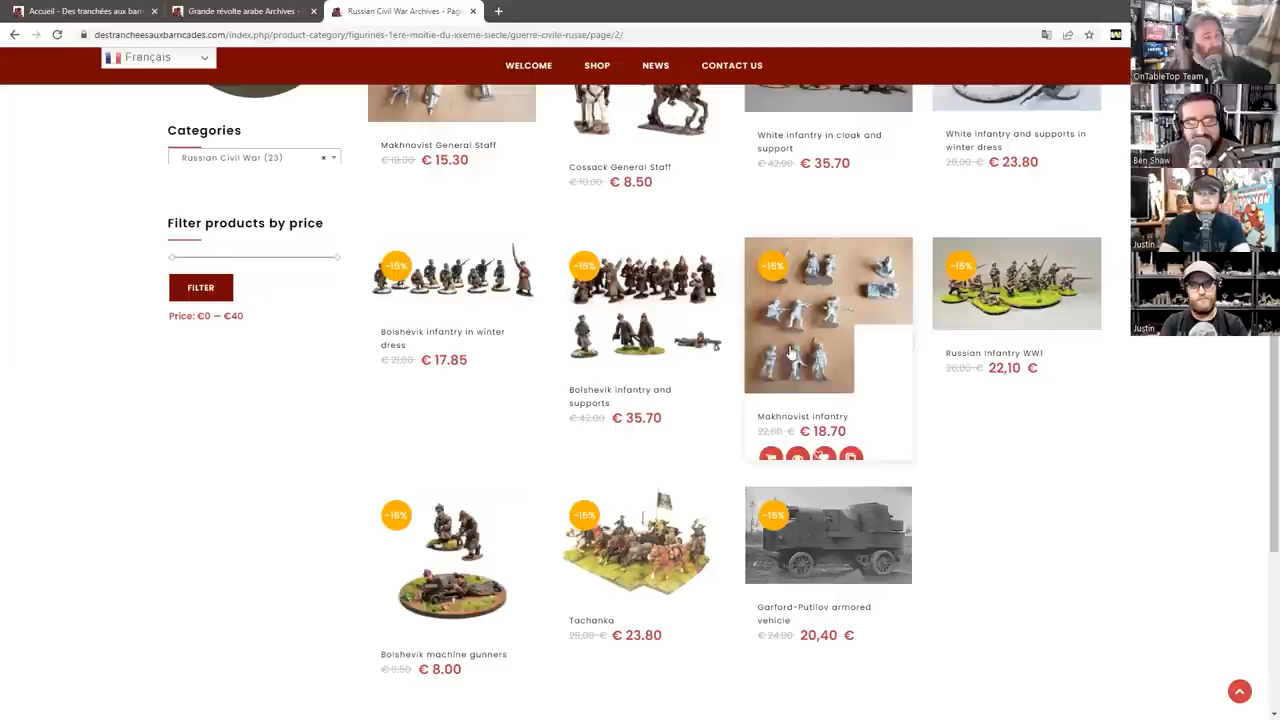 Accueil - Des tranchées aux barr
Grande révolte arabe Archives -
Russian Civil War Archives - Page
destrancheesauxbarricades.com/index.php/product-category/figurines-1ere-moitie-du-xxeme-siecle/guerre-civile-russe/page/2/
Français
WELCOME
SHOP
NEWS
CONTACT US
OnTableTop Team
Ben Shaw
Justin
Justin
Categories
Russian Civil War (23)
Filter products by price
FILTER
Price: €0 — €40
Makhnovist General Staff
€ 18.00 € 15.30
Cossack General Staff
€ 10.00 € 8.50
White infantry in cloak and
support
€ 42.00 € 35.70
White infantry and supports in
winter dress
28,00 € € 23.80
-15%
Bolshevik infantry in winter
dress
€ 21.00 € 17.85
-15%
Bolshevik infantry and
supports
€ 42.00 € 35.70
-15%
Makhnovist infantry
22,00 € € 18.70
-15%
Russian Infantry WW1
26,00 € 22,10 €
-15%
Bolshevik machine gunners
€ 9.50 € 8.00
-15%
Tachanka
28,00 € € 23.80
-15%
Garford-Putilov armored
vehicle
€ 24.00 20,40 €